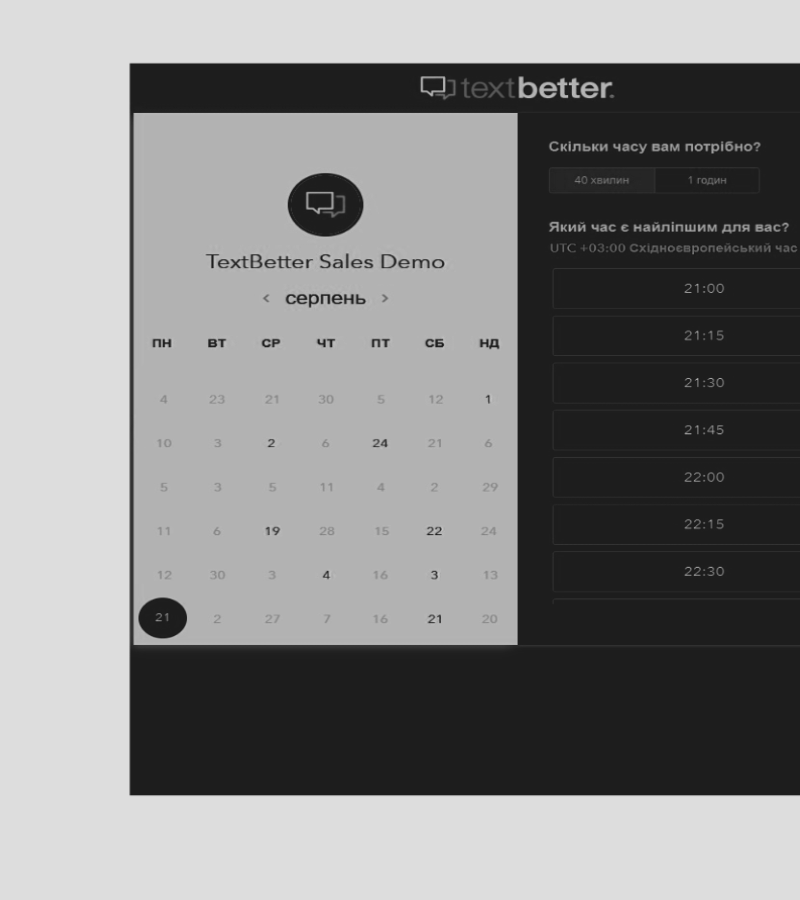 textbetter.
TextBetter Sales Demo
< серпень >
ПН ВТ СР ЧТ ПТ СБ НД
4 23 21 30 5 12 1
10 3 2 6 24 21 6
5 3 5 11 4 2 29
11 6 19 28 15 22 24
12 30 3 4 16 3 13
21 2 27 7 16 21 20
Скільки часу вам потрібно?
40 хвилин 1 годин
Який час є найліпшим для вас?
UTC +03:00 Східноєвропейський час
21:00
21:15
21:30
21:45
22:00
22:15
22:30